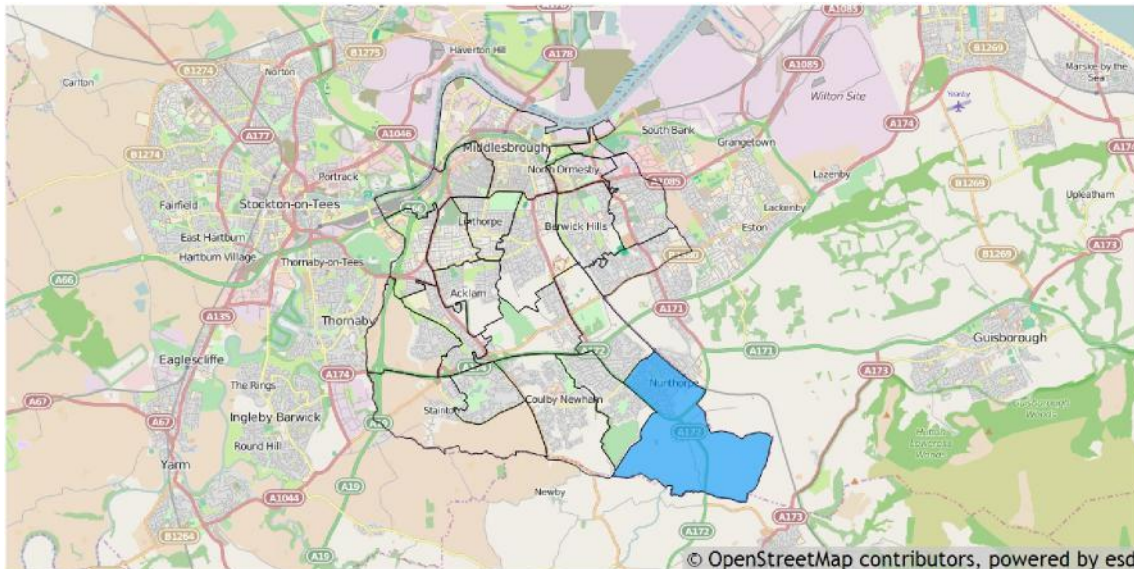 A1085
Haverton Hill
A178
B1275
B1269
B1274
Norton
Carlton
A1085
Marske by the
Sea
Wilton Site
A177
A1046
A174
South Bank
Middlesbrough
Grangetown
B1274
A174
North Ormesby
Portrack
A1085
Lazenby
B1269
Upleatham
Fairfield
Stockton-on-Tees
Linthorpe
Lackenby
Berwick Hills
Eston
East Hartburn
A173
Hartburn Village
Thornaby-on-Tees
B1269
A66
Acklam
A171
A135
Thornaby
Guisborough
Eaglescliffe
A171
A173
The Rings
A174
Nunthorpe
A67
Coulby Newham
A67
Ingleby Barwick
A19
Round Hill
A172
Yarm
A1044
A19
Newby
A173
B1264
A172
A19
© OpenStreetMap contributors, powered by esd